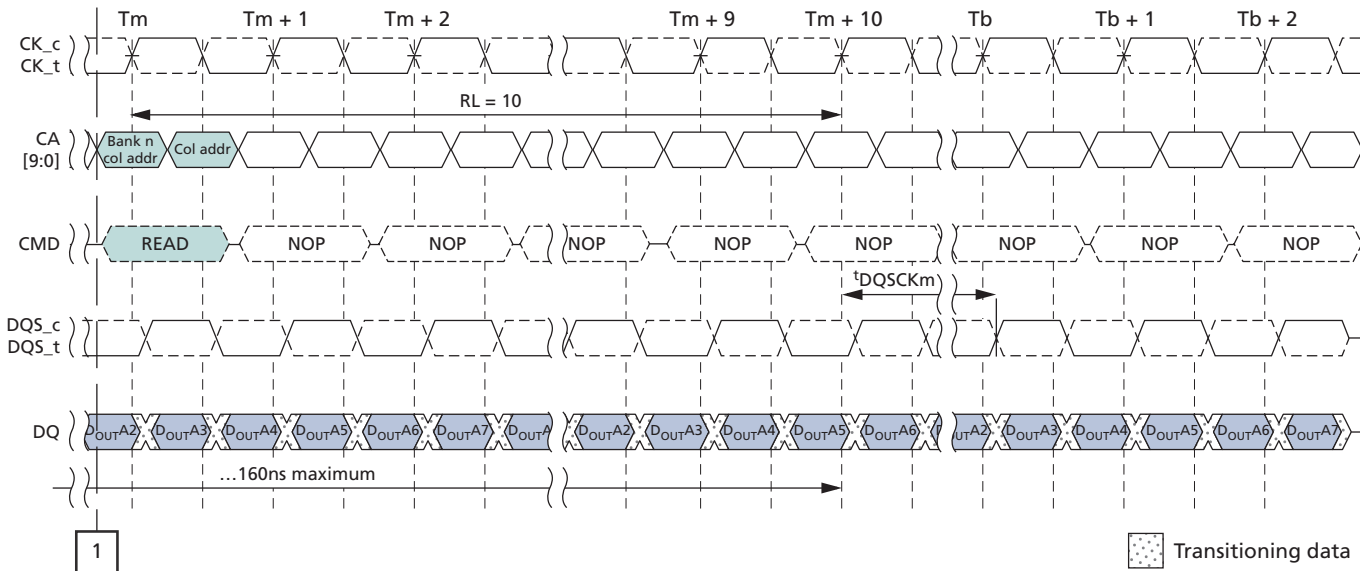 Tm Tm + 1 Tm + 2 Tm + 9 Tm + 10 Tb Tb + 1 Tb + 2
CK_c
CK_t
RL = 10
CA
[9:0]
Bank n
col addr
Col addr
CMD READ NOP NOP NOP NOP NOP NOP NOP NOP
tDQSCKm
DQS_c
DQS_t
DQ DOUTA2 DOUTA3 DOUTA4 DOUTA5 DOUTA6 DOUTA7 DOUTA DOUTA2 DOUTA3 DOUTA4 DOUTA5 DOUTA6 OUTA2 DOUTA3 DOUTA4 DOUTA5 DOUTA6 DOUTA7
…160ns maximum
1
Transitioning data